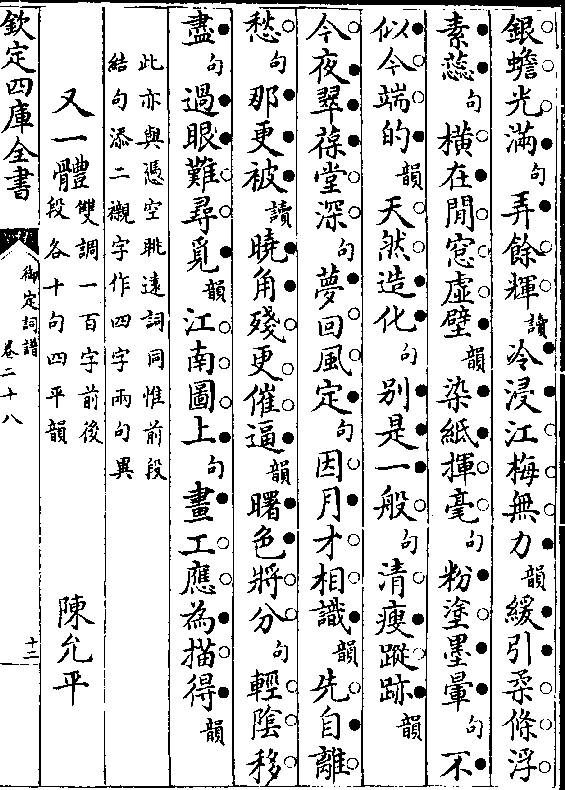 銀蟾光滿句弄餘輝讀冷浸江梅無力韻緩引柔條浮
素蕊句橫在閒窓虛壁韻染紙揮毫句粉塗墨暈句不
似今端的韻天然造化句別是一般句清瘦蹤跡韻
今夜翠葆堂深句夢回風定句因月才相識韻先自離
愁句那更被讀曉角殘更催逼韻曙色將分句輕陰移
盡句過眼難尋覓韻江南圖上句畫工應為描得韻
此亦與憑空眺遠詞同惟前段
結句添二襯字作四字兩句異
又一體雙調一百字前後
段各十句四平韻
陳允平
欽定四庫全書
御定詞譜
卷二十八
十二